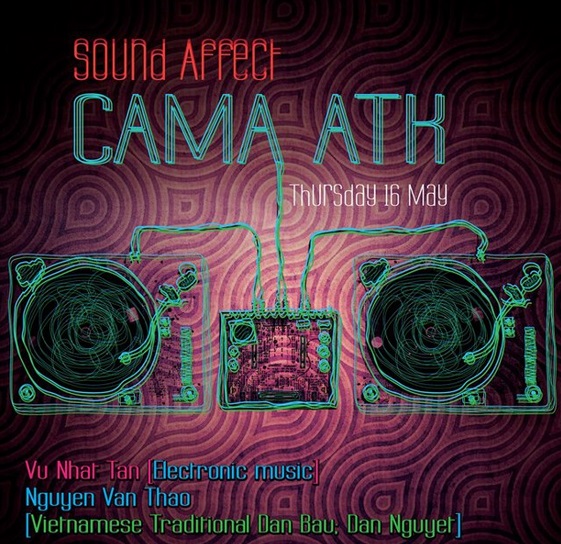 Sound Affect
CAMA ATK
Thursday 16 May
Vu Nhat Tan [Electronic music]
Nguyen Van Thao
[Vietnamese Traditional Dan Bau; Dan Nguyet]